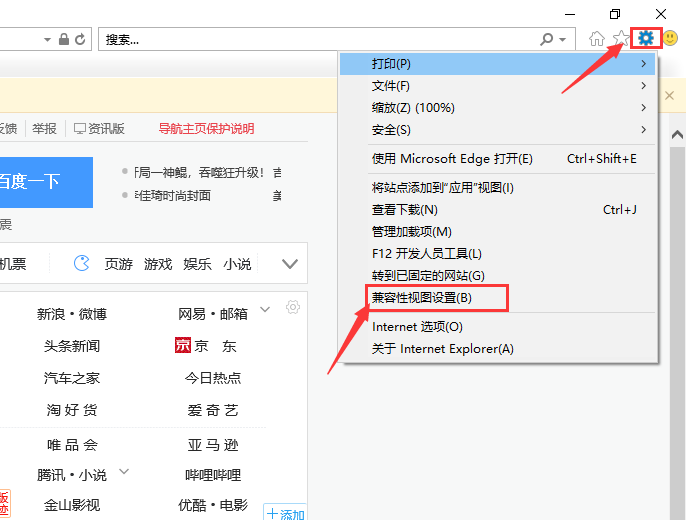 搜索...
打印(P)
文件(F)
缩放(Z) (100%)
安全(S)
使用 Microsoft Edge 打开(E) Ctrl+Shift+E
将站点添加到“应用”视图(I)
查看下载(N) Ctrl+J
管理加载项(M)
F12 开发人员工具(L)
转到已固定的网站(G)
兼容性视图设置(B)
Internet 选项(O)
关于 Internet Explorer(A)
反馈 举报 资讯版 导航主页保护说明
百度一下
开局一神鲲，吞噬狂升级！ 吉
李佳琦时尚封面 美
震
机票 页游 游戏 娱乐 小说
新浪·微博 网易·邮箱
头条新闻 京 京 东
汽车之家 今日热点
淘 好 货 爱 奇 艺
唯 品 会 亚 马 逊
腾讯·小说 哔哩哔哩
金山影视 优酷·电影
版
迹
添加